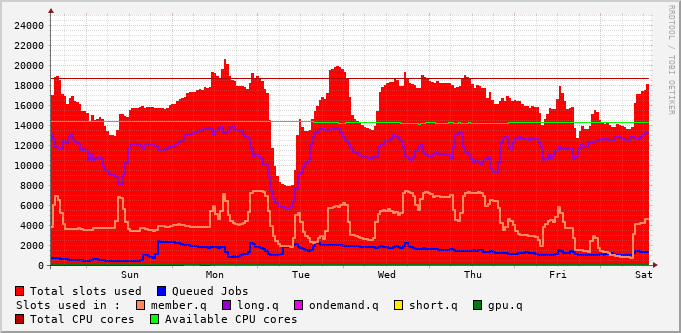 RRDTOOL / TOBI OETIKER
24000
22000
20000
18000
16000
14000
12000
10000
8000
6000
4000
2000
0
Sun Mon Tue Wed Thu Fri Sat
Total slots used Queued Jobs
Slots used in : member.q long.q ondemand.q short.q gpu.q
Total CPU cores Available CPU cores